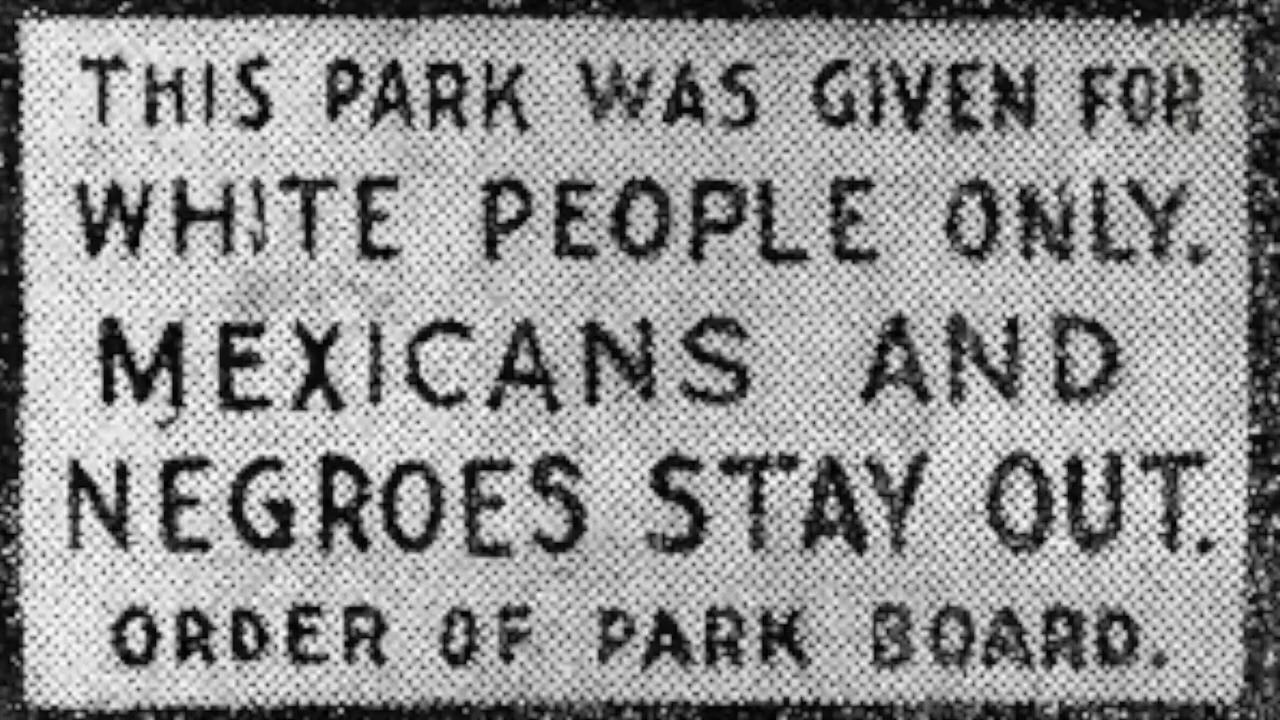 THIS PARK WAS GIVEN FOR
WHITE PEOPLE ONLY.
MEXICANS AND
NEGROES STAY OUT.
ORDER OF PARK BOARD.